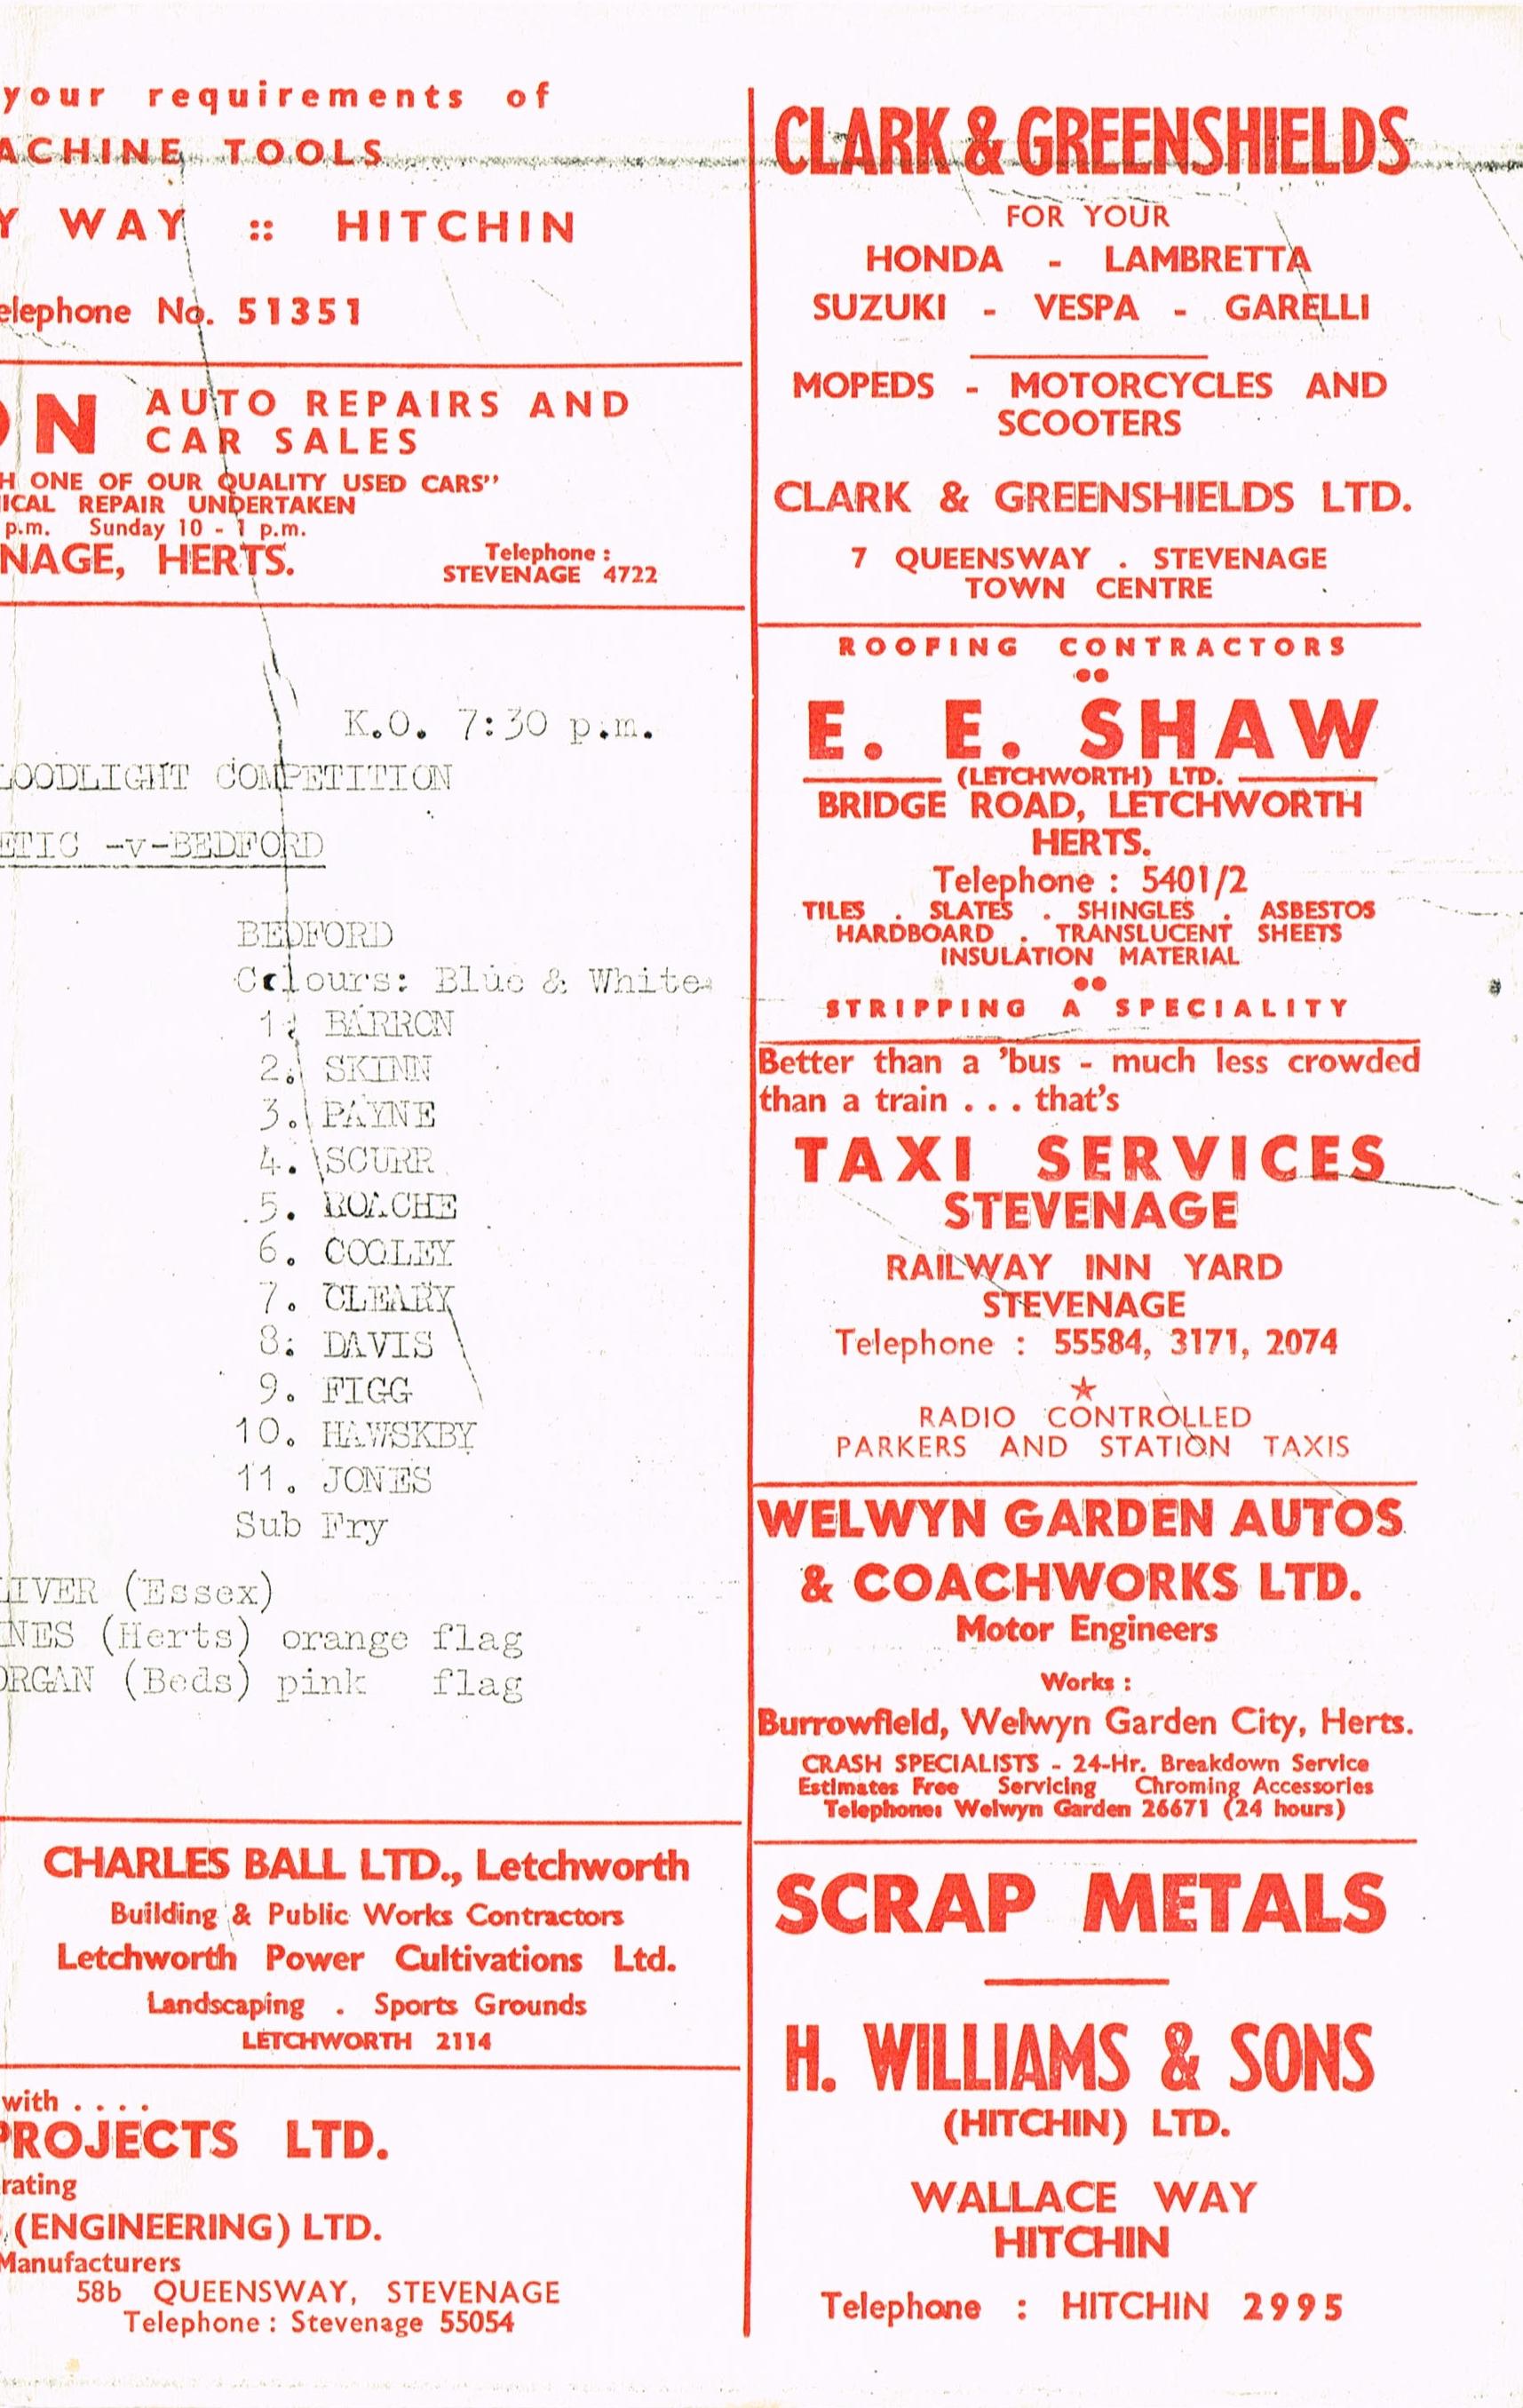 your requirements of
ACHINE TOOLS
Y WAY :: HITCHIN
elephone No. 51351
ON AUTO REPAIRS AND
CAR SALES
H ONE OF OUR QUALITY USED CARS"
ICAL REPAIR UNDERTAKEN
p.m. Sunday 10 - 1 p.m.
NAGE, HERTS.
Telephone :
STEVENAGE 4722
K.O. 7:30 p.m.
LOODLIGHT COMPETITION
ETIC -v-BEDFORD
BEDFORD
Colours: Blue & White
1. BARRON
2. SKINN
3. PAYNE
4. SCURR
5. ROACHE
6. COOLEY
7. CLEARY
8. DAVIS
9. FIGG
10. HAWSKBY
11. JONES
Sub Fry
LIVER (Essex)
NES (Herts) orange flag
ORGAN (Beds) pink flag
CHARLES BALL LTD., Letchworth
Building & Public Works Contractors
Letchworth Power Cultivations Ltd.
Landscaping . Sports Grounds
LETCHWORTH 2114
with . . . .
PROJECTS LTD.
rating
(ENGINEERING) LTD.
Manufacturers
58b QUEENSWAY, STEVENAGE
Telephone : Stevenage 55054
CLARK & GREENSHIELDS
FOR YOUR
HONDA - LAMBRETTA
SUZUKI - VESPA - GARELLI
MOPEDS - MOTORCYCLES AND
SCOOTERS
CLARK & GREENSHIELDS LTD.
7 QUEENSWAY . STEVENAGE
TOWN CENTRE
ROOFING CONTRACTORS
E. E. SHAW
(LETCHWORTH) LTD.
BRIDGE ROAD, LETCHWORTH
HERTS.
Telephone : 5401/2
TILES . SLATES . SHINGLES . ASBESTOS
HARDBOARD . TRANSLUCENT SHEETS
INSULATION MATERIAL
STRIPPING A SPECIALITY
Better than a 'bus - much less crowded
than a train . . . that's
TAXI SERVICES
STEVENAGE
RAILWAY INN YARD
STEVENAGE
Telephone : 55584, 3171, 2074
RADIO CONTROLLED
PARKERS AND STATION TAXIS
WELWYN GARDEN AUTOS
& COACHWORKS LTD.
Motor Engineers
Works :
Burrowfield, Welwyn Garden City, Herts.
CRASH SPECIALISTS - 24-Hr. Breakdown Service
Estimates Free Servicing Chroming Accessories
Telephone: Welwyn Garden 26671 (24 hours)
SCRAP METALS
H. WILLIAMS & SONS
(HITCHIN) LTD.
WALLACE WAY
HITCHIN
Telephone : HITCHIN 2995